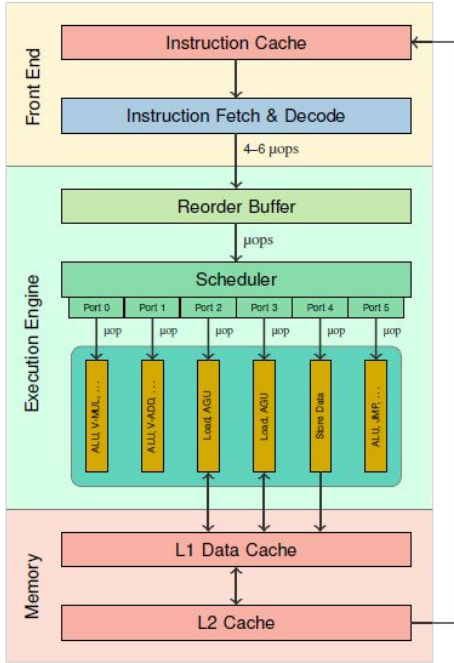 Front End
Instruction Cache
Instruction Fetch & Decode
4–6 µops
Execution Engine
Reorder Buffer
µops
Scheduler
Port 0
Port 1
Port 2
Port 3
Port 4
Port 5
µop
µop
µop
µop
µop
µop
ALU, V-MUL, ...
ALU, V-ADD, ...
Load, AGU
Load, AGU
Store Data
ALU, JMP, ...
Memory
L1 Data Cache
L2 Cache